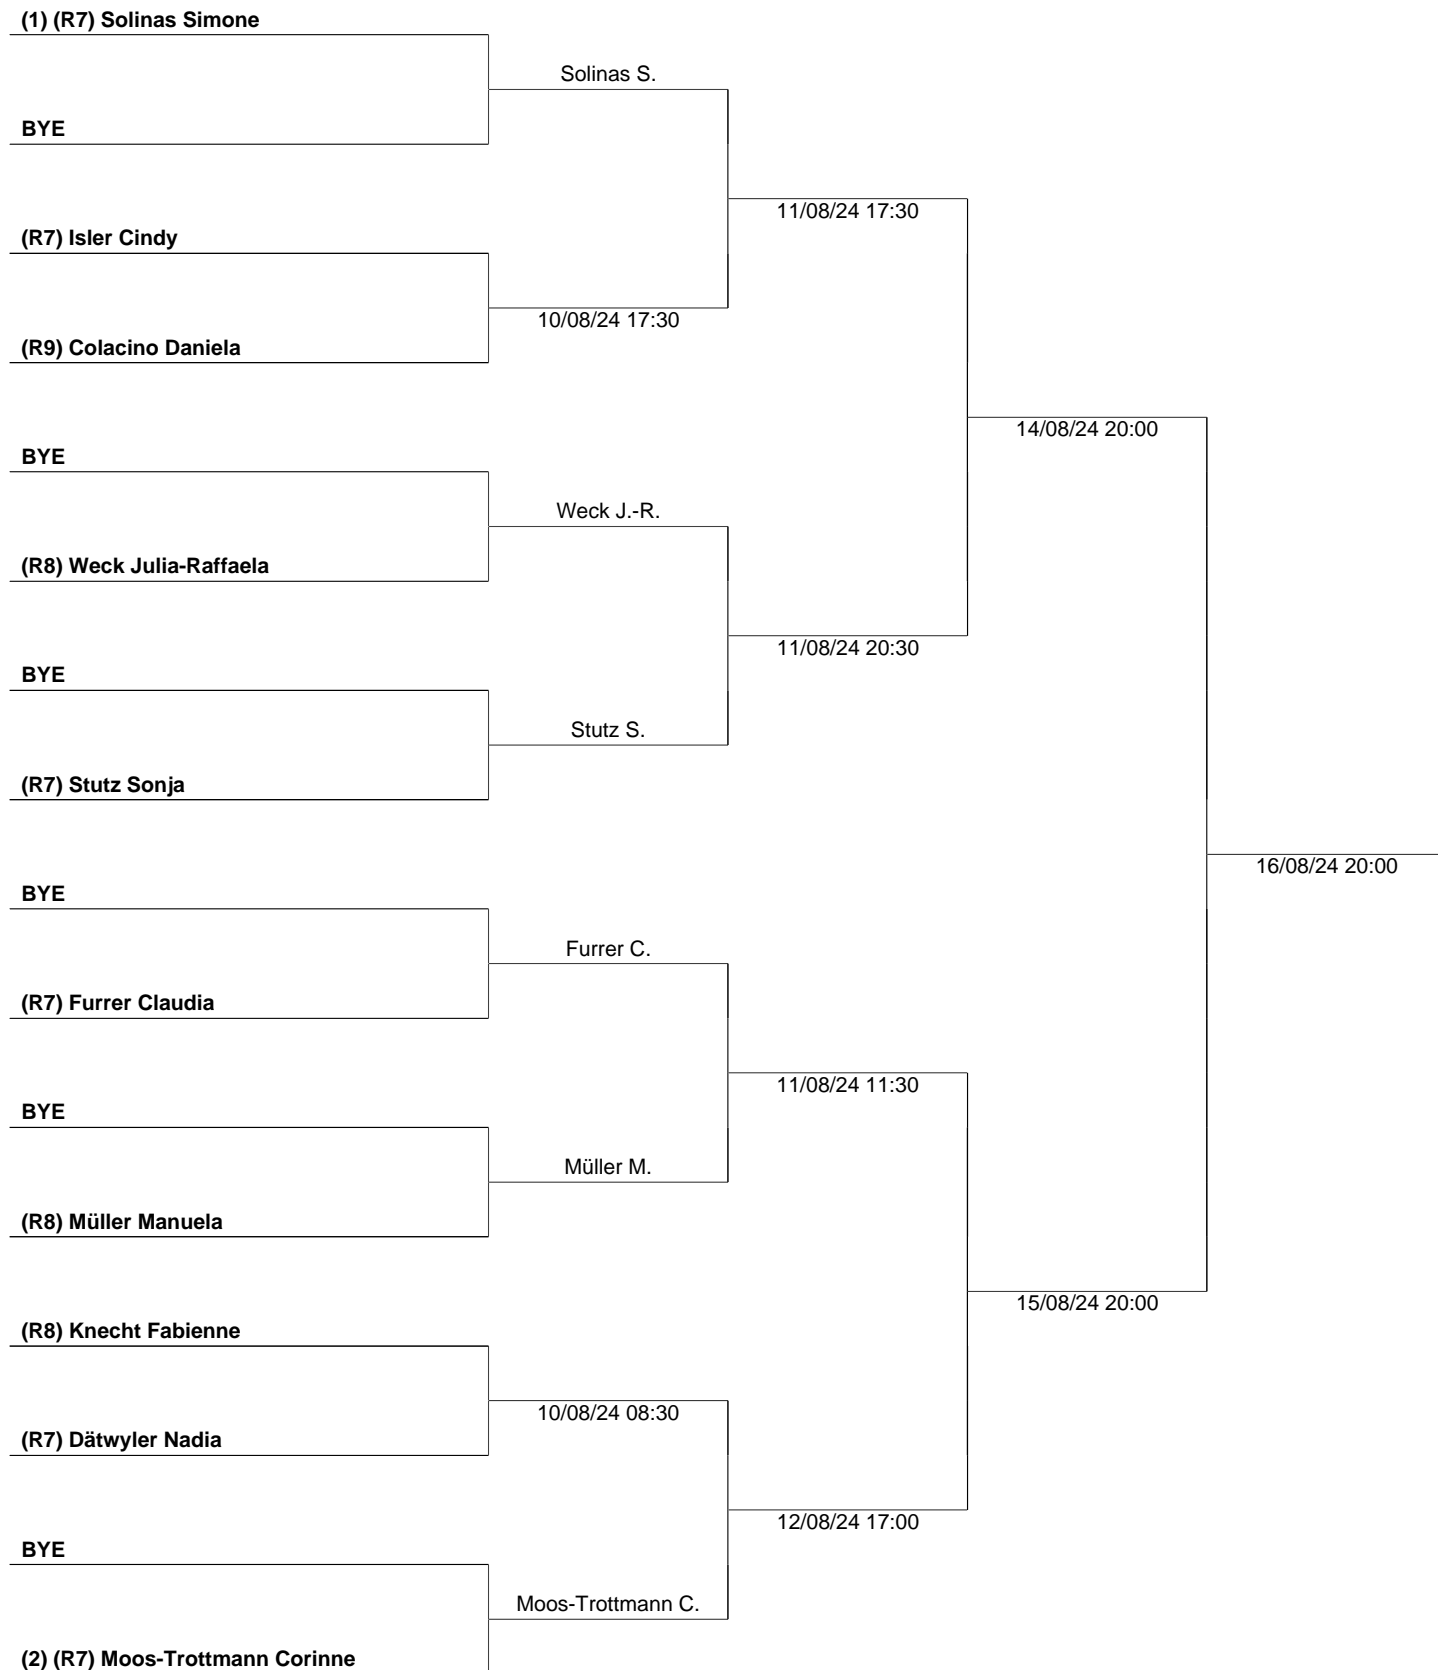 (1) (R7) Solinas Simone
Solinas S.
BYE
11/08/24 17:30
(R7) Isler Cindy
10/08/24 17:30
(R9) Colacino Daniela
14/08/24 20:00
BYE
Weck J.-R.
(R8) Weck Julia-Raffaela
11/08/24 20:30
BYE
Stutz S.
(R7) Stutz Sonja
16/08/24 20:00
BYE
Furrer C.
(R7) Furrer Claudia
11/08/24 11:30
BYE
Müller M.
(R8) Müller Manuela
15/08/24 20:00
(R8) Knecht Fabienne
10/08/24 08:30
(R7) Dätwyler Nadia
12/08/24 17:00
BYE
Moos-Trottmann C.
(2) (R7) Moos-Trottmann Corinne